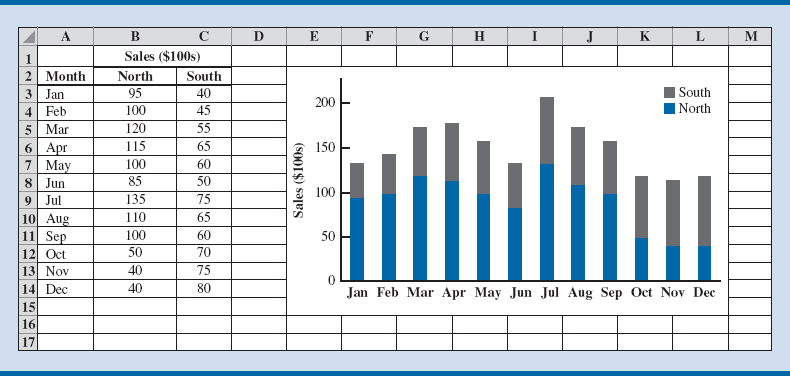 A B C D E F G H I J K L M
1 Sales ($100s)
2 Month North South
3 Jan 95 40
4 Feb 100 45
5 Mar 120 55
6 Apr 115 65
7 May 100 60
8 Jun 85 50
9 Jul 135 75
10 Aug 110 65
11 Sep 100 60
12 Oct 50 70
13 Nov 40 75
14 Dec 40 80
15
16
17
Sales ($100s)
200
150
100
50
0
Jan Feb Mar Apr May Jun Jul Aug Sep Oct Nov Dec
South
North